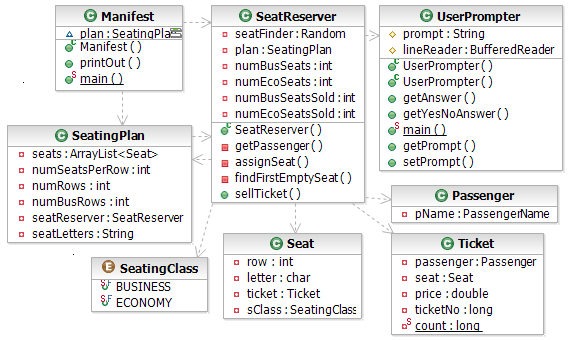 Manifest
plan : SeatingPla
Manifest ( )
printOut ( )
main ( )
SeatReserver
seatFinder : Random
plan : SeatingPlan
numBusSeats : int
numEcoSeats : int
numBusSeatsSold : int
numEcoSeatsSold : int
SeatReserver ( )
getPassenger ( )
assignSeat ( )
findFirstEmptySeat ( )
sellTicket ( )
UserPrompter
prompt : String
lineReader : BufferedReader
UserPrompter ( )
UserPrompter ( )
getAnswer ( )
getYesNoAnswer ( )
main ( )
getPrompt ( )
setPrompt ( )
SeatingPlan
seats : ArrayList<Seat>
numSeatsPerRow : int
numRows : int
numBusRows : int
seatReserver : SeatReserver
seatLetters : String
Passenger
pName : PassengerName
SeatingClass
BUSINESS
ECONOMY
Seat
row : int
letter : char
ticket : Ticket
sClass : SeatingClass
Ticket
passenger : Passenger
seat : Seat
price : double
ticketNo : long
count : long